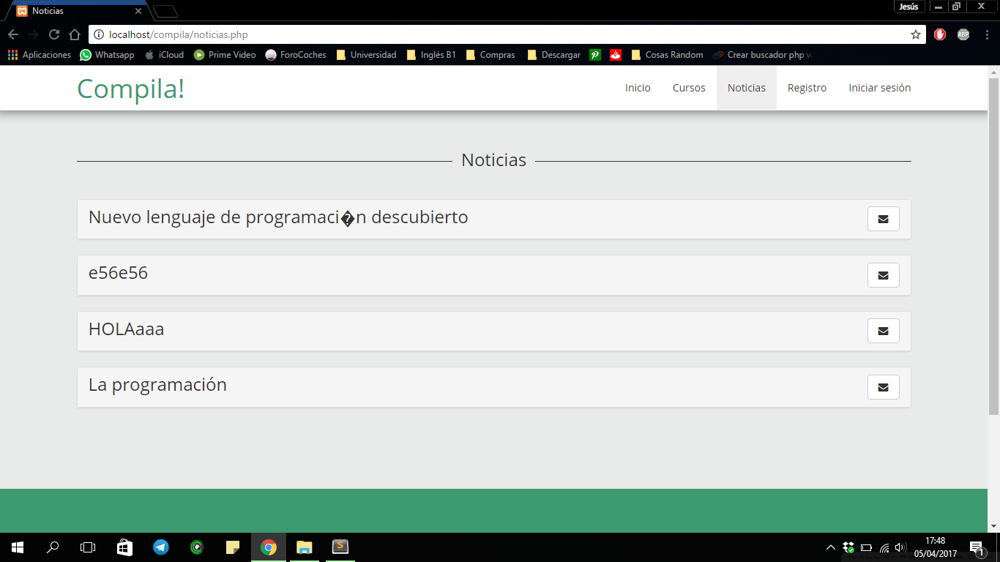 Noticias
Jesús
localhost/compila/noticias.php
ABP
Aplicaciones Whatsapp iCloud Prime Video ForoCoches Universidad Inglés B1 Compras Descargar Cosas Random Crear buscador php w
Compila!
Inicio Cursos Noticias Registro Iniciar sesión
Noticias
Nuevo lenguaje de programaci�n descubierto
e56e56
HOLAaaa
La programación
17:48
05/04/2017
1